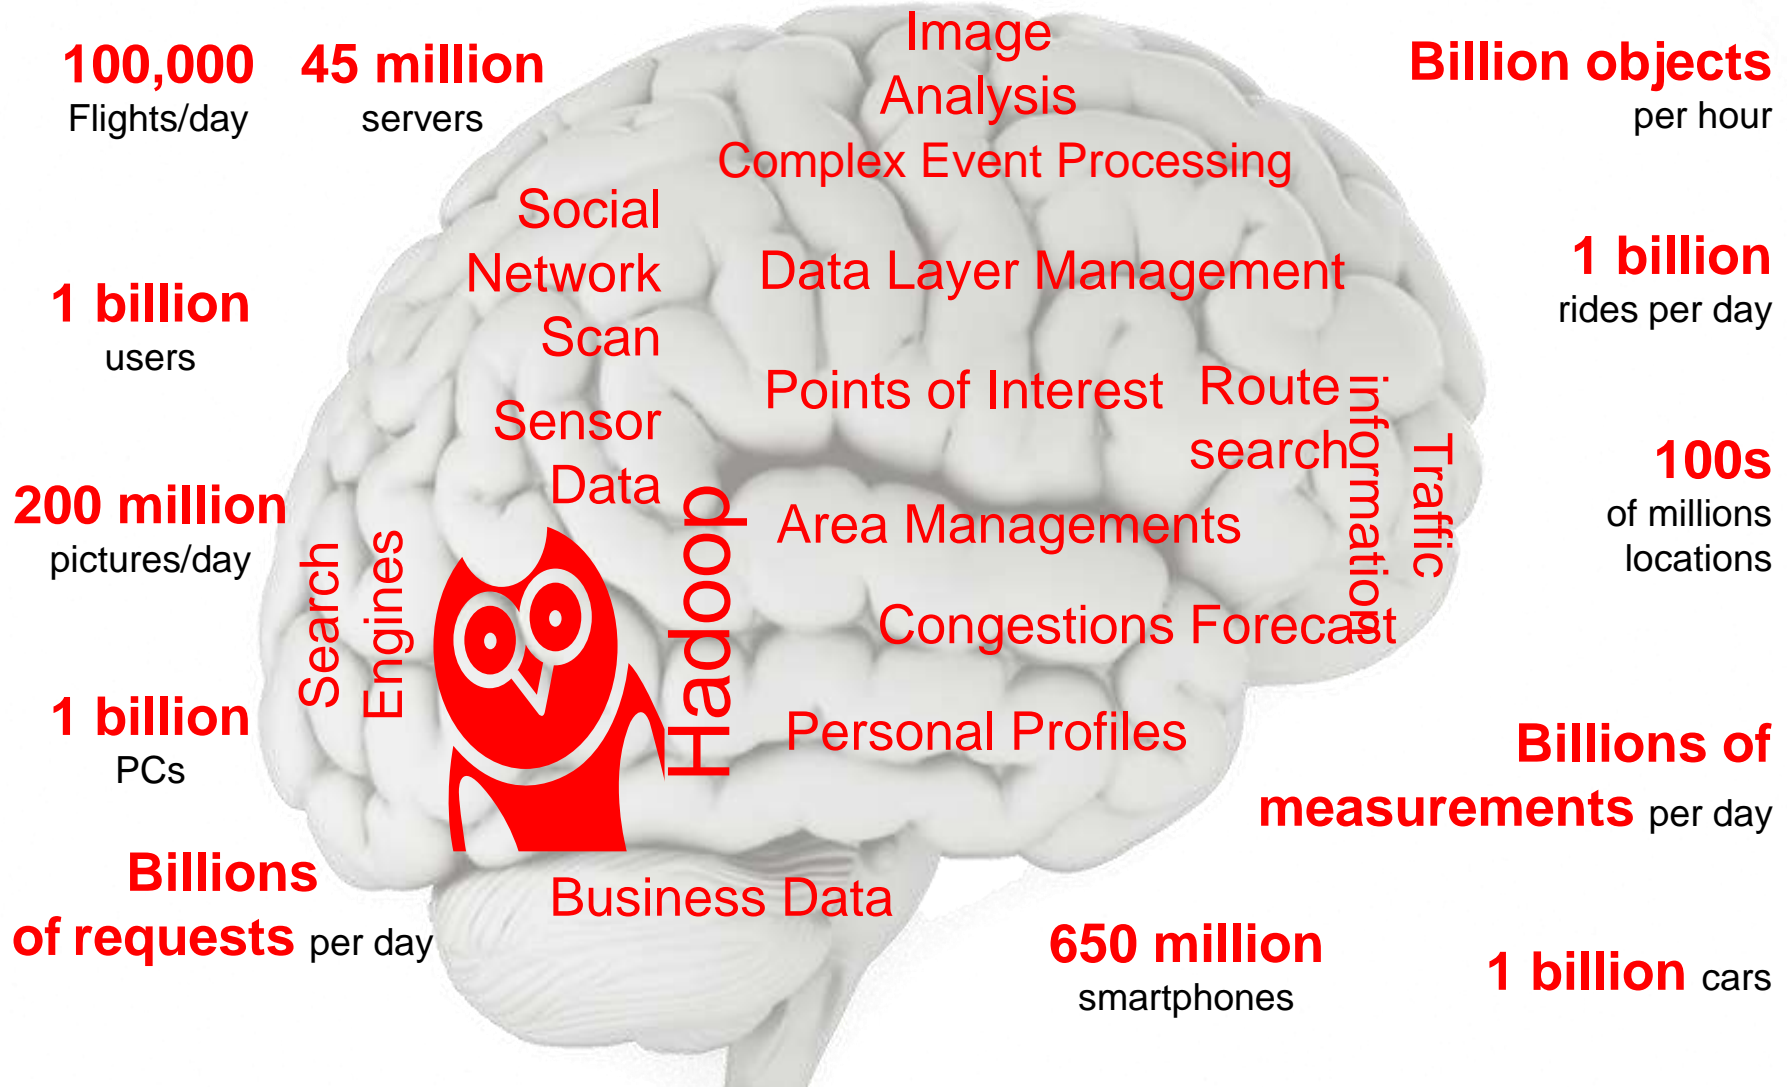 100,000
Flights/day
45 million
servers
1 billion
users
200 million
pictures/day
1 billion
PCs
Billions
of requests per day
Image
Analysis
Complex Event Processing
Social
Network
Scan
Data Layer Management
Sensor
Data
Points of Interest
Route
search
information
Traffic
Search
Engines
Hadoop
Area Managements
Congestions Forecast
Personal Profiles
Business Data
Billion objects
per hour
1 billion
rides per day
100s
of millions
locations
Billions of
measurements per day
650 million
smartphones
1 billion cars